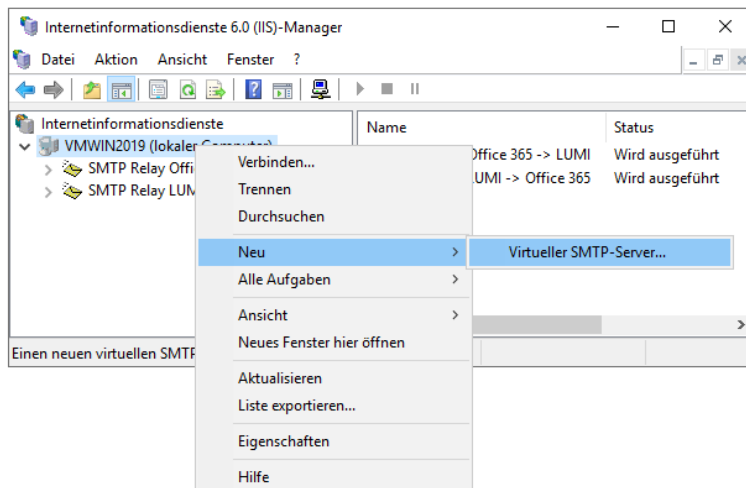 Internetinformationsdienste 6.0 (IIS)-Manager
Datei Aktion Ansicht Fenster ?
Internetinformationsdienste
VMWIN2019 (lokaler Computer)
SMTP Relay Offi
SMTP Relay LUM
Name Status
Office 365 -> LUMI Wird ausgeführt
LUMI -> Office 365 Wird ausgeführt
Verbinden...
Trennen
Durchsuchen
Neu
Virtueller SMTP-Server...
Alle Aufgaben
Ansicht
Neues Fenster hier öffnen
Aktualisieren
Liste exportieren...
Eigenschaften
Hilfe
Einen neuen virtuellen SMTP